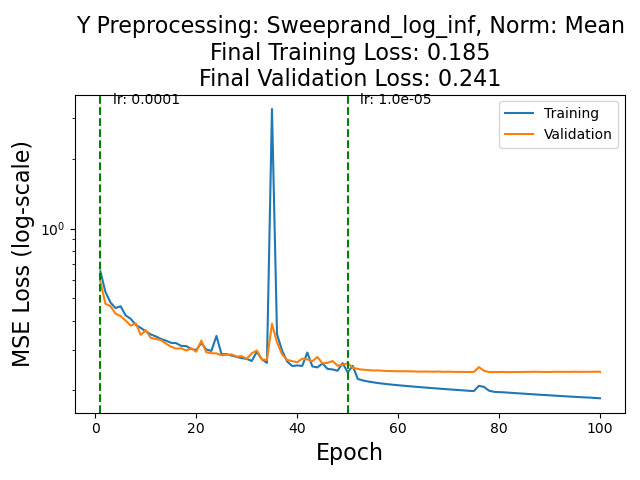 Y Preprocessing: Sweeprand_log_inf, Norm: Mean
Final Training Loss: 0.185
Final Validation Loss: 0.241
lr: 0.0001
lr: 1.0e-05
Training
Validation
MSE Loss (log-scale)
10⁰
0
20
40
60
80
100
Epoch